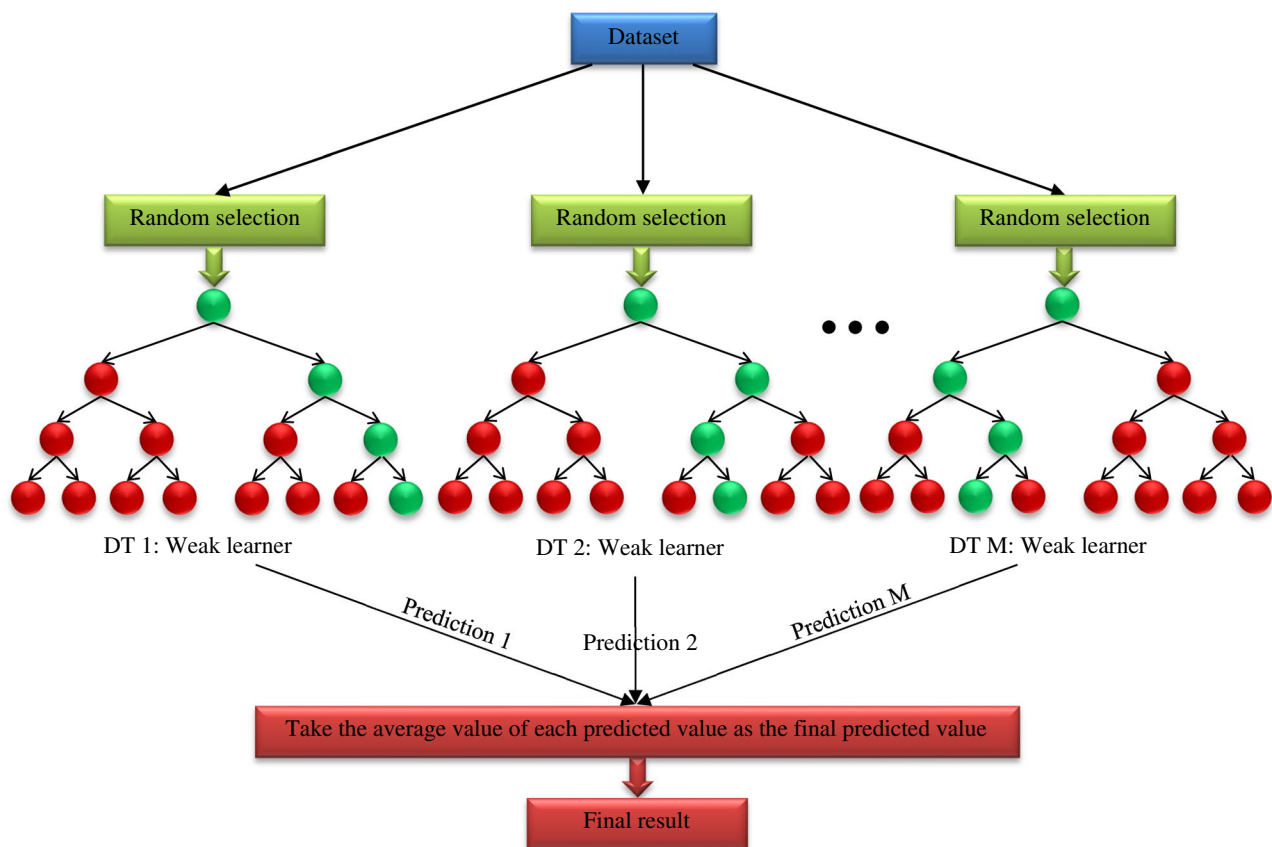 Dataset
Random selection
Random selection
Random selection
DT 1: Weak learner
DT 2: Weak learner
DT M: Weak learner
Prediction 1
Prediction 2
Prediction M
Take the average value of each predicted value as the final predicted value
Final result